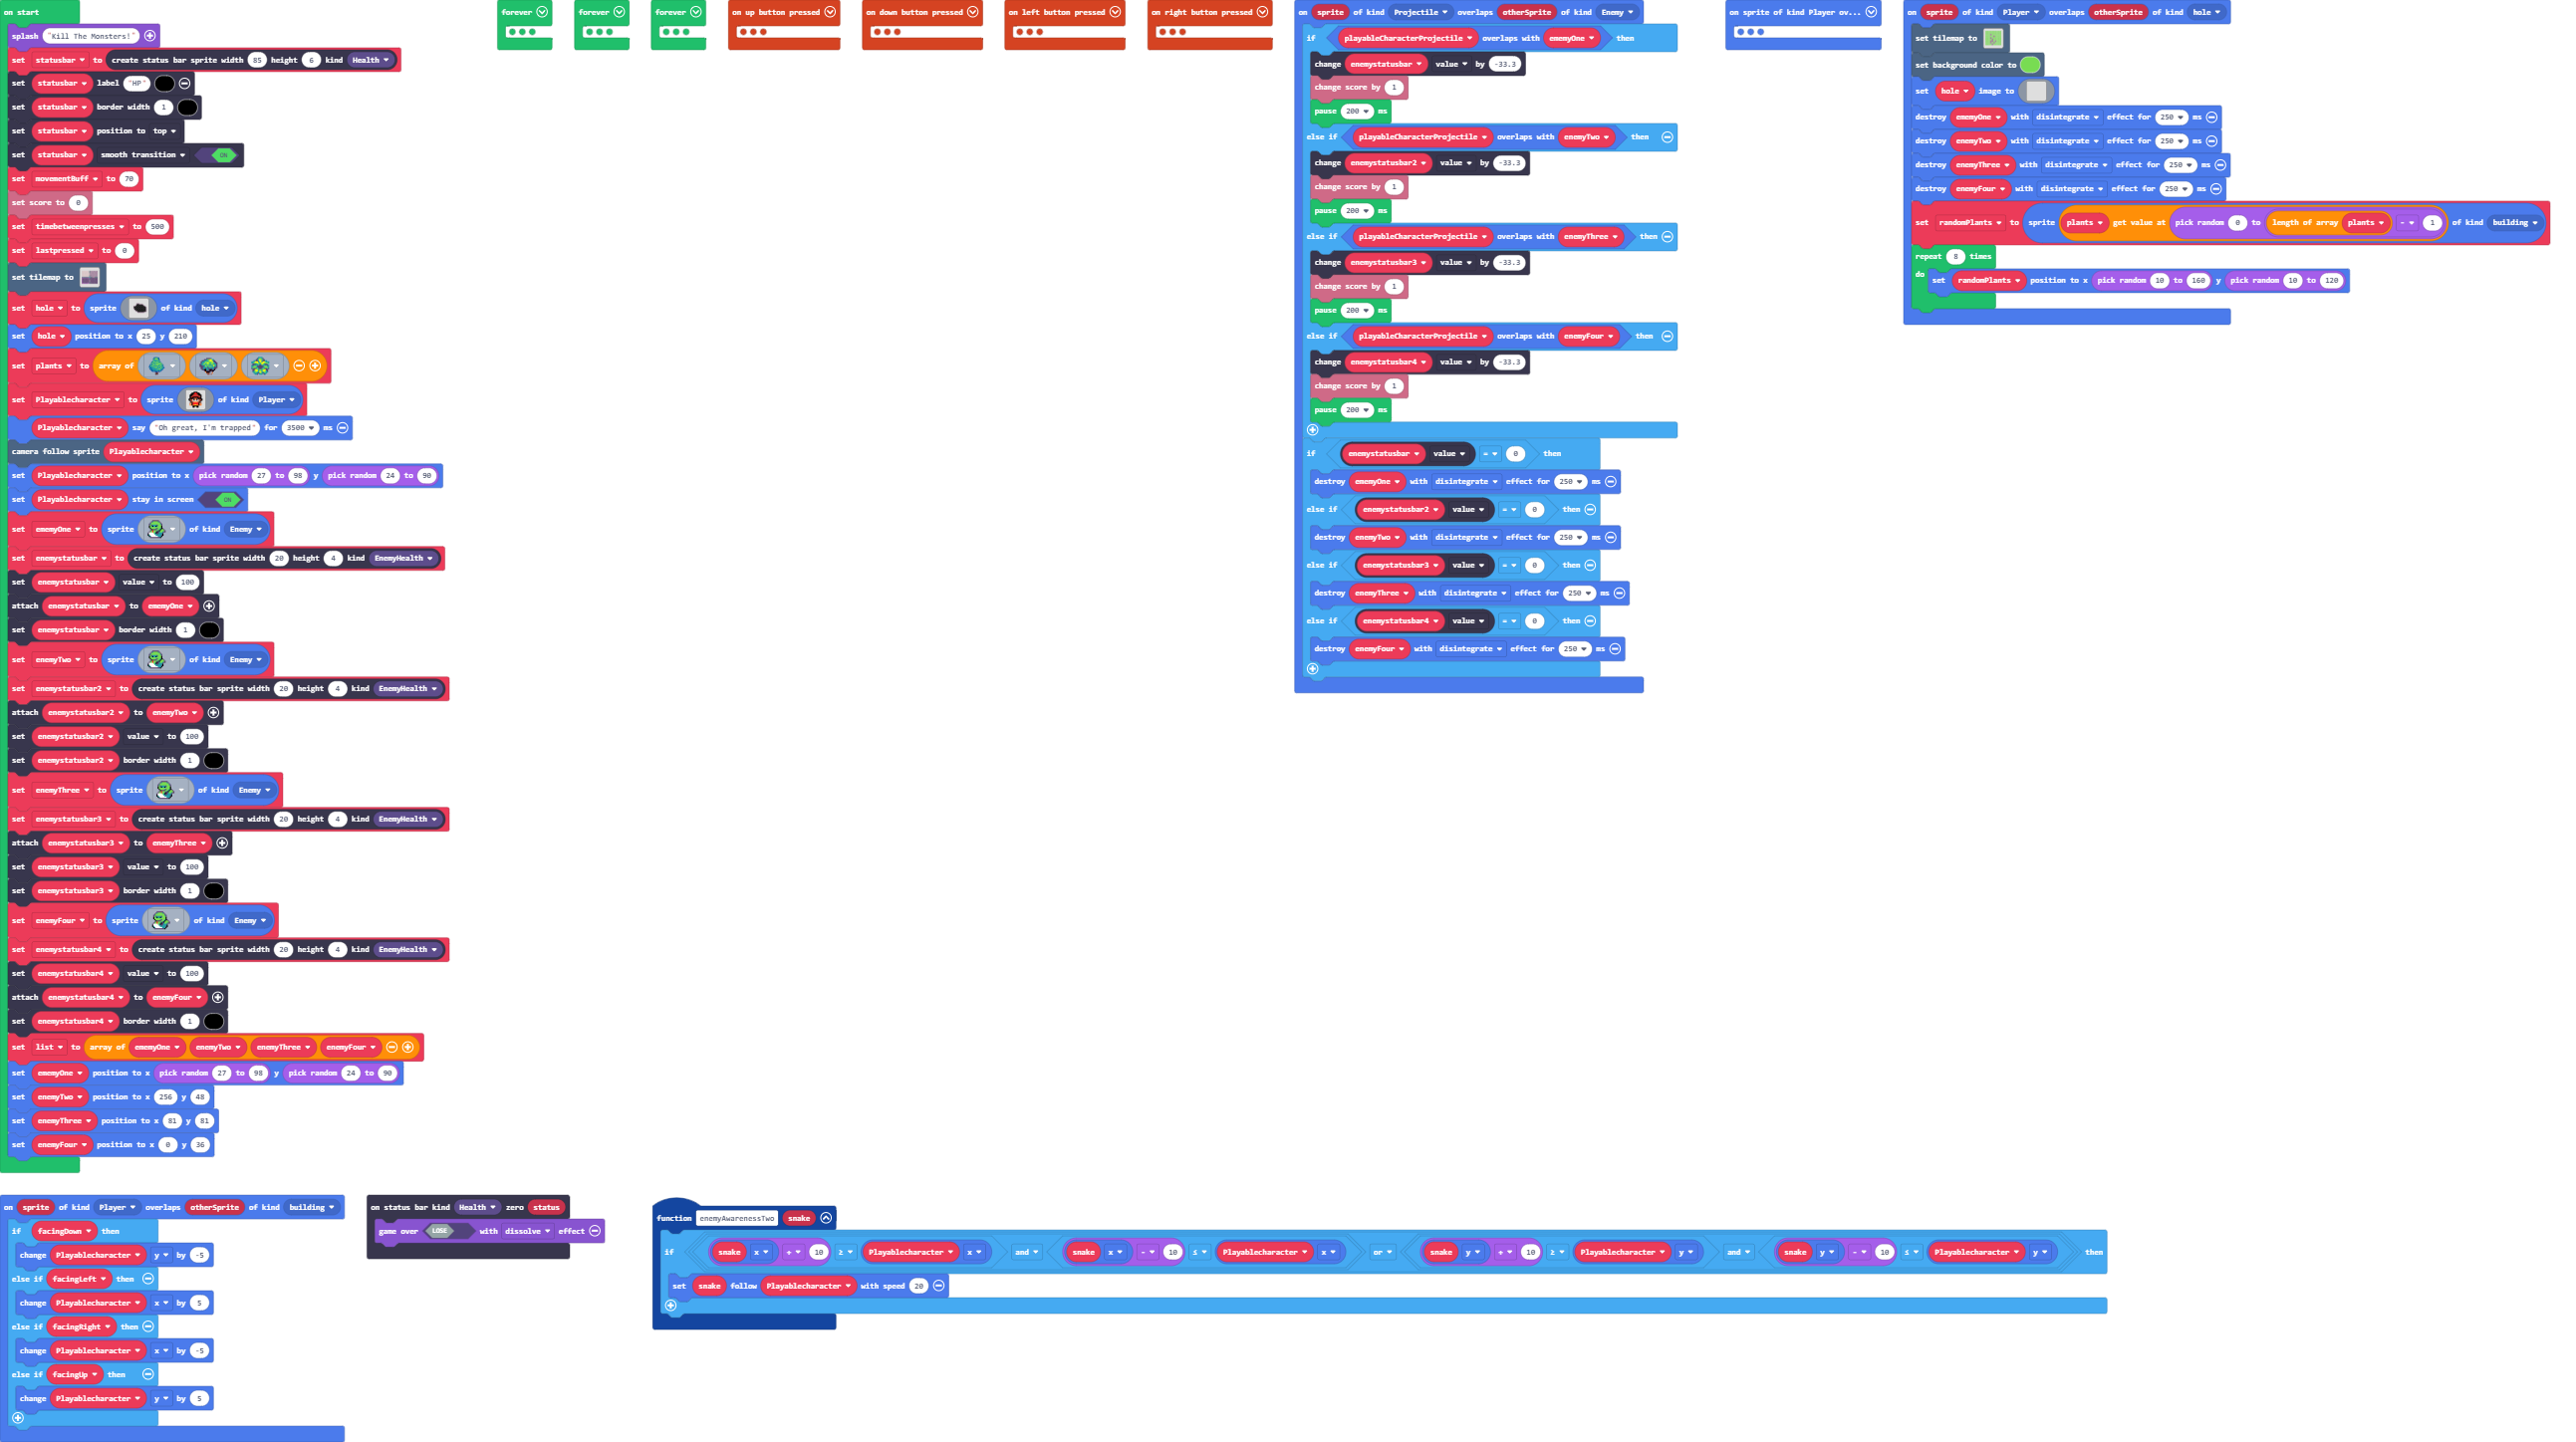 on start
splash "Kill The Monsters!"
set statusbar to create status bar sprite width 85 height 6 kind Health
set statusbar label "HP"
set statusbar border width 1
set statusbar position to top
set statusbar smooth transition ON
set movementBuff to 70
set score to 0
set timebetweenpresses to 500
set lastpressed to 0
set tilemap to
set hole to sprite of kind hole
set hole position to x 25 y 210
set plants to array of
set Playablecharacter to sprite of kind Player
Playablecharacter say "Oh great, I'm trapped" for 3500 ms
camera follow sprite Playablecharacter
set Playablecharacter position to x pick random 27 to 98 y pick random 24 to 90
set Playablecharacter stay in screen ON
set ememyOne to sprite of kind Enemy
set enemystatusbar to create status bar sprite width 20 height 4 kind EnemyHealth
set enemystatusbar value to 100
attach enemystatusbar to ememyOne
set enemystatusbar border width 1
set enemyTwo to sprite of kind Enemy
set enemystatusbar2 to create status bar sprite width 20 height 4 kind EnemyHealth
attach enemystatusbar2 to enemyTwo
set enemystatusbar2 value to 100
set enemystatusbar2 border width 1
set enemyThree to sprite of kind Enemy
set enemystatusbar3 to create status bar sprite width 20 height 4 kind EnemyHealth
attach enemystatusbar3 to enemyThree
set enemystatusbar3 value to 100
set enemystatusbar3 border width 1
set enemyFour to sprite of kind Enemy
set enemystatusbar4 to create status bar sprite width 20 height 4 kind EnemyHealth
set enemystatusbar4 value to 100
attach enemystatusbar4 to enemyFour
set enemystatusbar4 border width 1
set list to array of ememyOne enemyTwo enemyThree enemyFour
set ememyOne position to x pick random 27 to 98 y pick random 24 to 90
set enemyTwo position to x 256 y 48
set enemyThree position to x 81 y 81
set enemyFour position to x 0 y 36
forever
forever
forever
on up button pressed
on down button pressed
on left button pressed
on right button pressed
on sprite of kind Projectile overlaps otherSprite of kind Enemy
if playableCharacterProjectile overlaps with ememyOne then
change enemystatusbar value by -33.3
change score by 1
pause 200 ms
else if playableCharacterProjectile overlaps with enemyTwo then
change enemystatusbar2 value by -33.3
change score by 1
pause 200 ms
else if playableCharacterProjectile overlaps with enemyThree then
change enemystatusbar3 value by -33.3
change score by 1
pause 200 ms
else if playableCharacterProjectile overlaps with enemyFour then
change enemystatusbar4 value by -33.3
change score by 1
pause 200 ms
if enemystatusbar value = 0 then
destroy ememyOne with disintegrate effect for 250 ms
else if enemystatusbar2 value = 0 then
destroy enemyTwo with disintegrate effect for 250 ms
else if enemystatusbar3 value = 0 then
destroy enemyThree with disintegrate effect for 250 ms
else if enemystatusbar4 value = 0 then
destroy enemyFour with disintegrate effect for 250 ms
on sprite of kind Player ov...
on sprite of kind Player overlaps otherSprite of kind hole
set tilemap to
set background color to
set hole image to
destroy ememyOne with disintegrate effect for 250 ms
destroy enemyTwo with disintegrate effect for 250 ms
destroy enemyThree with disintegrate effect for 250 ms
destroy enemyFour with disintegrate effect for 250 ms
set randomPlants to sprite plants get value at pick random 0 to length of array plants - 1 of kind building
repeat 8 times
do set randomPlants position to x pick random 10 to 160 y pick random 10 to 120
on sprite of kind Player overlaps otherSprite of kind building
if facingDown then
change Playablecharacter y by -5
else if facingLeft then
change Playablecharacter x by 5
else if facingRight then
change Playablecharacter x by -5
else if facingUp then
change Playablecharacter y by 5
on status bar kind Health zero status
game over LOSE with dissolve effect
function enemyAwarenessTwo snake
if snake x + 10 ≥ Playablecharacter x and snake x - 10 ≤ Playablecharacter x or snake y + 10 ≥ Playablecharacter y and snake y - 10 ≤ Playablecharacter y then
set snake follow Playablecharacter with speed 20